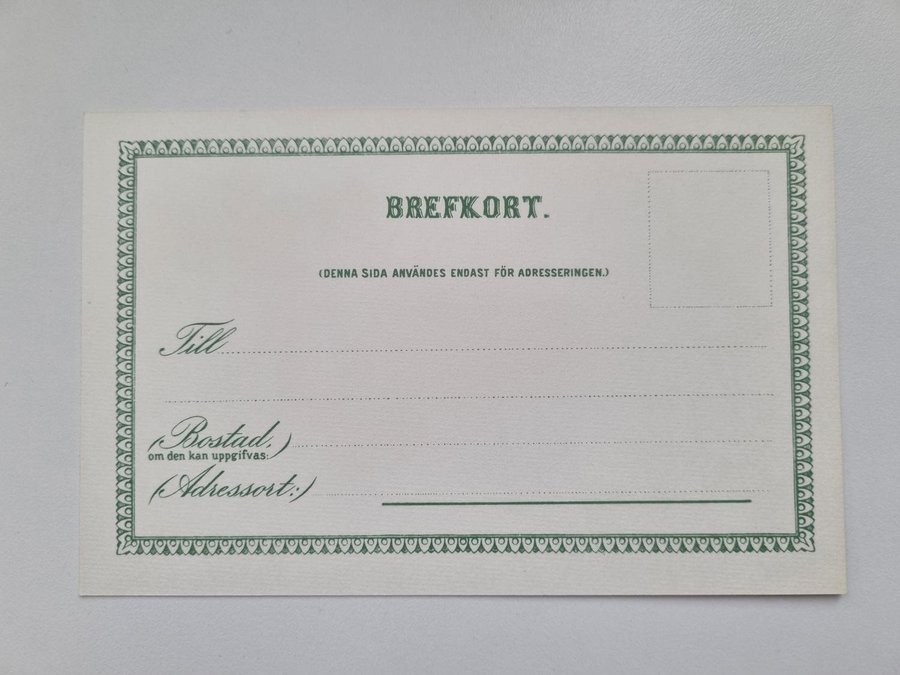 BREFKORT.
(DENNA SIDA ANVÄNDES ENDAST FÖR ADRESSERINGEN.)
Till
(Bostad,)
om den kan uppgifvas:
(Adressort:)